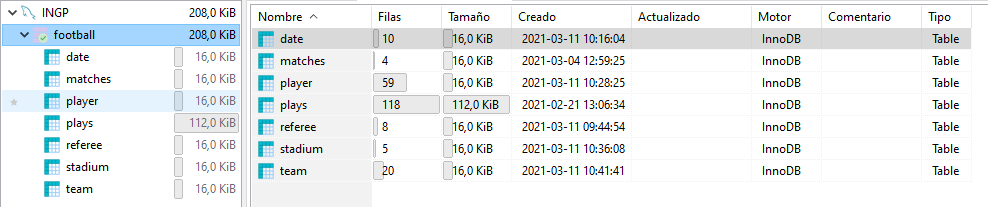 INGP 208,0 KiB
football 208,0 KiB
date 16,0 KiB
matches 16,0 KiB
player 16,0 KiB
plays 112,0 KiB
referee 16,0 KiB
stadium 16,0 KiB
team 16,0 KiB
Nombre Filas Tamaño Creado Actualizado Motor Comentario Tipo
date 10 16,0 KiB 2021-03-11 10:16:04 InnoDB Table
matches 4 16,0 KiB 2021-03-04 12:59:25 InnoDB Table
player 59 16,0 KiB 2021-03-11 10:28:25 InnoDB Table
plays 118 112,0 KiB 2021-02-21 13:06:34 InnoDB Table
referee 8 16,0 KiB 2021-03-11 09:44:54 InnoDB Table
stadium 5 16,0 KiB 2021-03-11 10:36:08 InnoDB Table
team 20 16,0 KiB 2021-03-11 10:41:41 InnoDB Table